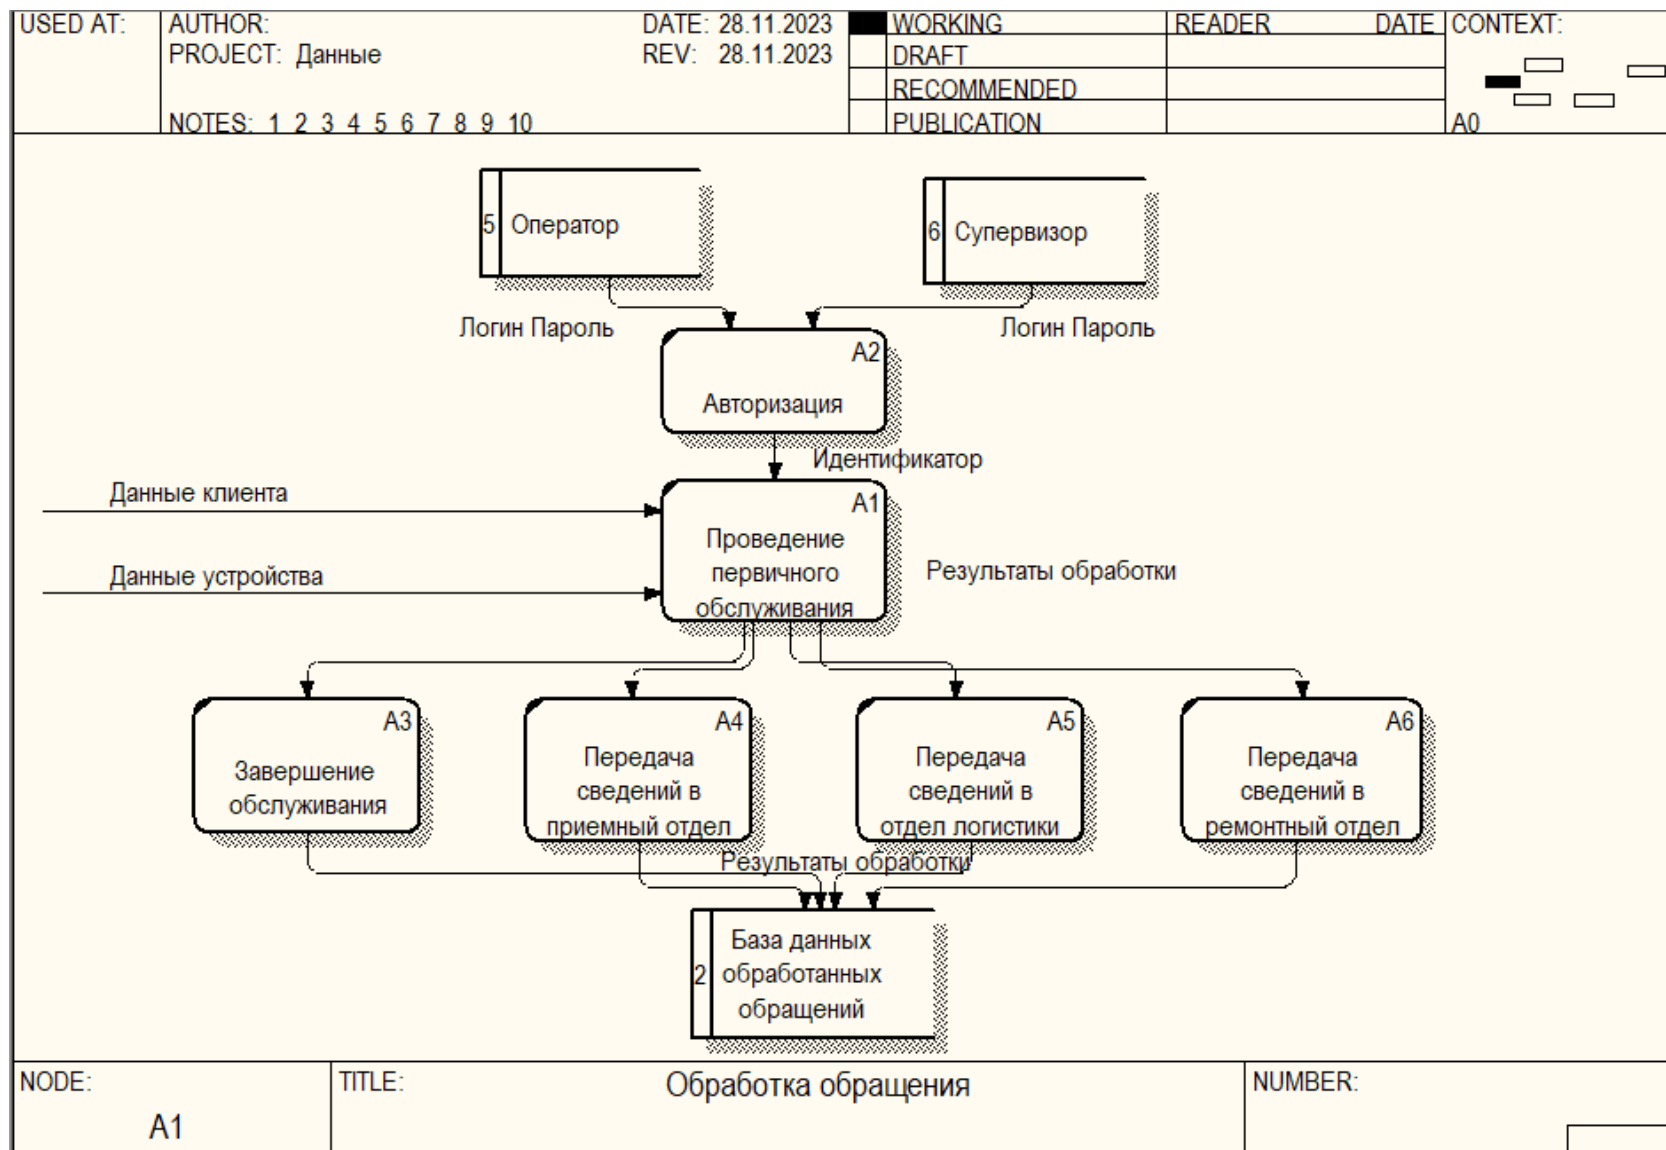 USED AT:
AUTHOR:
DATE: 28.11.2023
WORKING
READER
DATE
CONTEXT:
PROJECT: Данные
REV: 28.11.2023
DRAFT
RECOMMENDED
NOTES: 1 2 3 4 5 6 7 8 9 10
PUBLICATION
A0
5
Оператор
6
Супервизор
Логин Пароль
Логин Пароль
A2
Авторизация
Идентификатор
Данные клиента
A1
Проведение
первичного
обслуживания
Данные устройства
Результаты обработки
A3
Завершение
обслуживания
A4
Передача
сведений в
приемный отдел
A5
Передача
сведений в
отдел логистики
A6
Передача
сведений в
ремонтный отдел
Результаты обработки
2
База данных
обработанных
обращений
NODE:
A1
TITLE:
Обработка обращения
NUMBER: